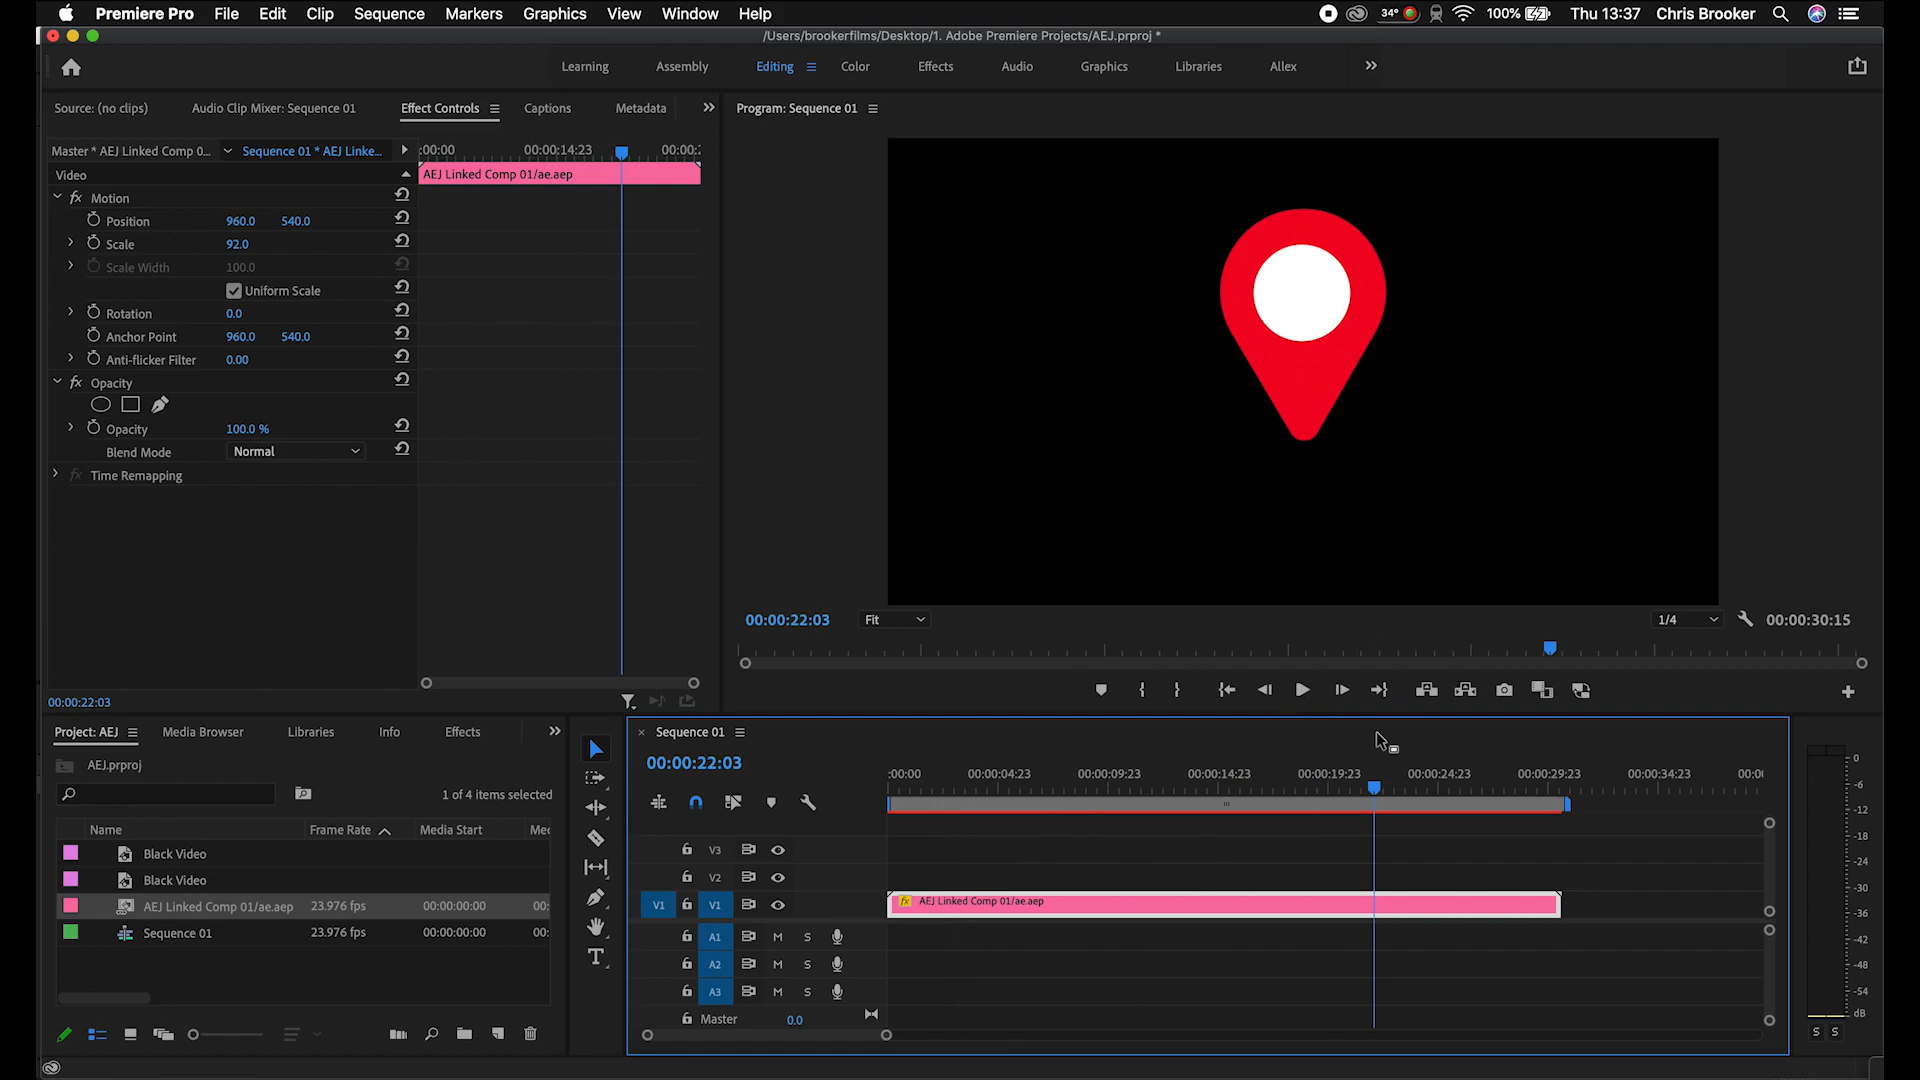 Premiere Pro File Edit Clip Sequence Markers Graphics View Window Help 34° 100% Thu 13:37 Chris Brooker
/Users/brookerfilms/Desktop/1. Adobe Premiere Projects/AEJ.prproj *
Learning Assembly Editing Color Effects Audio Graphics Libraries Allex
Source: (no clips) Audio Clip Mixer: Sequence 01 Effect Controls Captions Metadata
Program: Sequence 01
Master * AEJ Linked Comp 0... Sequence 01 * AEJ Linke... :00:00 00:00:14:23 00:00:2
Video AEJ Linked Comp 01/ae.aep
fx Motion
Position 960.0 540.0
Scale 92.0
Scale Width 100.0
Uniform Scale
Rotation 0.0
Anchor Point 960.0 540.0
Anti-flicker Filter 0.00
fx Opacity
Opacity 100.0 %
Blend Mode Normal
fx Time Remapping
00:00:22:03
00:00:22:03 Fit 1/4 00:00:30:15
Project: AEJ Media Browser Libraries Info Effects
AEJ.prproj
1 of 4 items selected
Name Frame Rate Media Start Med
Black Video
Black Video
AEJ Linked Comp 01/ae.aep 23.976 fps 00:00:00:00 00:
Sequence 01 23.976 fps 00:00:00:00 00:
× Sequence 01
00:00:22:03
:00:00 00:00:04:23 00:00:09:23 00:00:14:23 00:00:19:23 00:00:24:23 00:00:29:23 00:00:34:23 00:00
V3
V2
V1 V1 fx AEJ Linked Comp 01/ae.aep
A1 M S
A2 M S
A3 M S
Master 0.0
T
0
-6
-12
-18
-24
-30
-36
-42
-48
-54
dB
S S